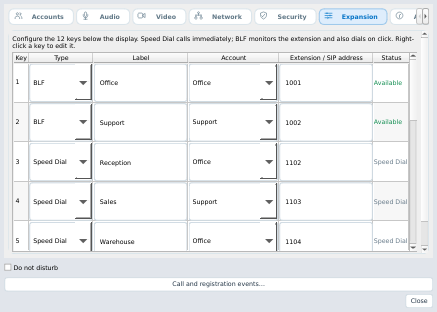 Accounts Audio Video Network Security Expansion
Configure the 12 keys below the display. Speed Dial calls immediately; BLF monitors the extension and also dials on click. Right-
click a key to edit it.
Key Type Label Account Extension / SIP address Status
1 BLF Office Office 1001 Available
2 BLF Support Support 1002 Available
3 Speed Dial Reception Office 1102 Speed Dial
4 Speed Dial Sales Support 1103 Speed Dial
5 Speed Dial Warehouse Office 1104 Speed Dial
Do not disturb
Call and registration events...
Close